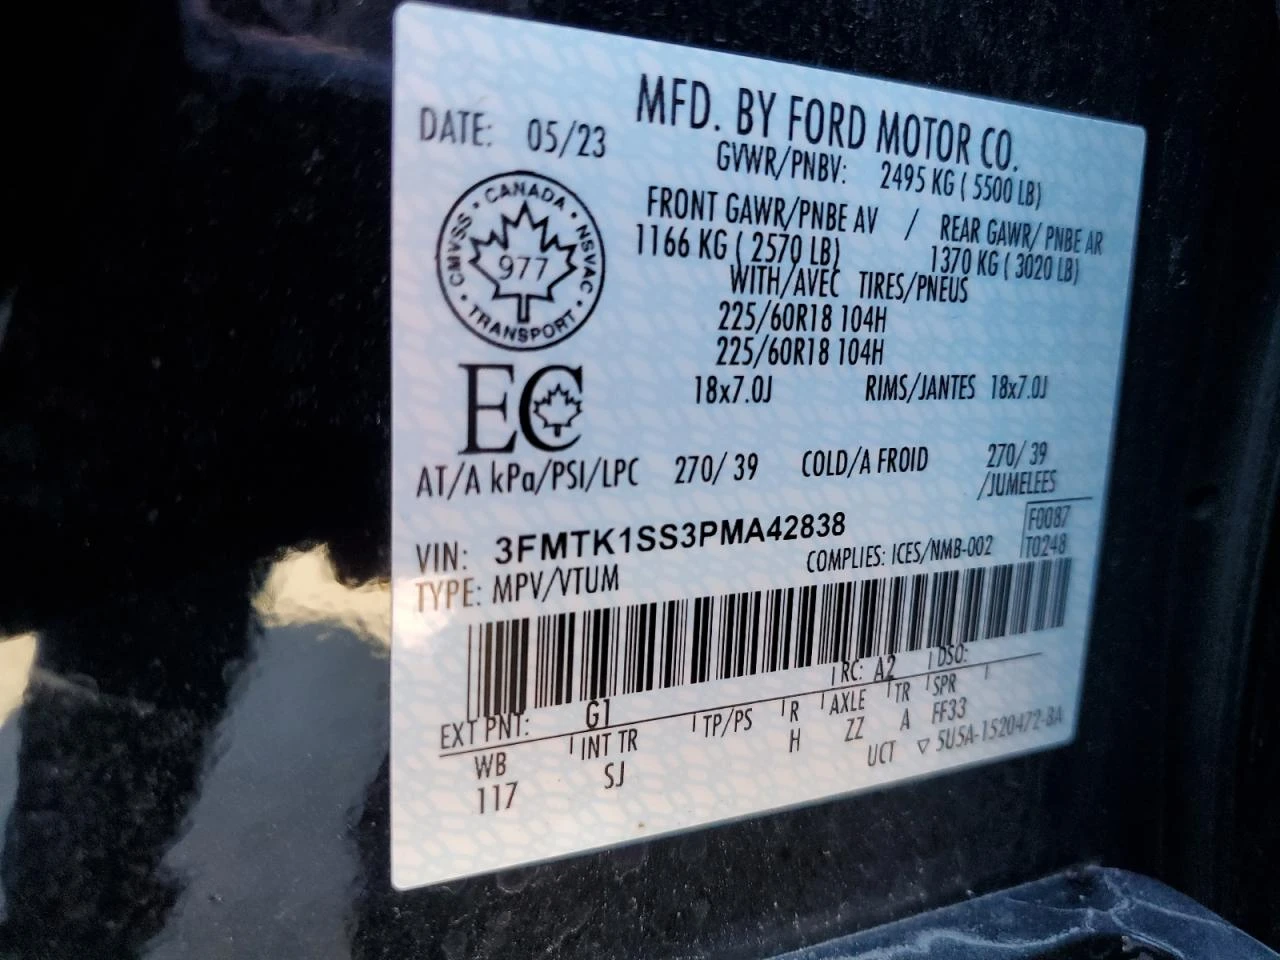 MFD. BY FORD MOTOR CO.
DATE: 05/23
GVWR/PNBV: 2495 KG ( 5500 LB)
FRONT GAWR/PNBE AV / REAR GAWR/ PNBE AR
1166 KG ( 2570 LB) 1370 KG ( 3020 LB)
WITH/AVEC TIRES/PNEUS
225/60R18 104H
225/60R18 104H
18x7.0J RIMS/JANTES 18x7.0J
CANADA
CMVSS NSVAC
977
TRANSPORT
EC
AT/A kPa/PSI/LPC 270/ 39 COLD/A FROID 270/ 39
/JUMELEES
VIN: 3FMTK1SS3PMA42838
F0087
TYPE: MPV/VTUM COMPLIES: ICES/NMB-002 T0248
EXT PNT: G1 RC: A2 DSO:
WB INT TR TP/PS R AXLE TR SPR
117 SJ H ZZ A FF33
UCT ▽ 5U5A-1520472-BA